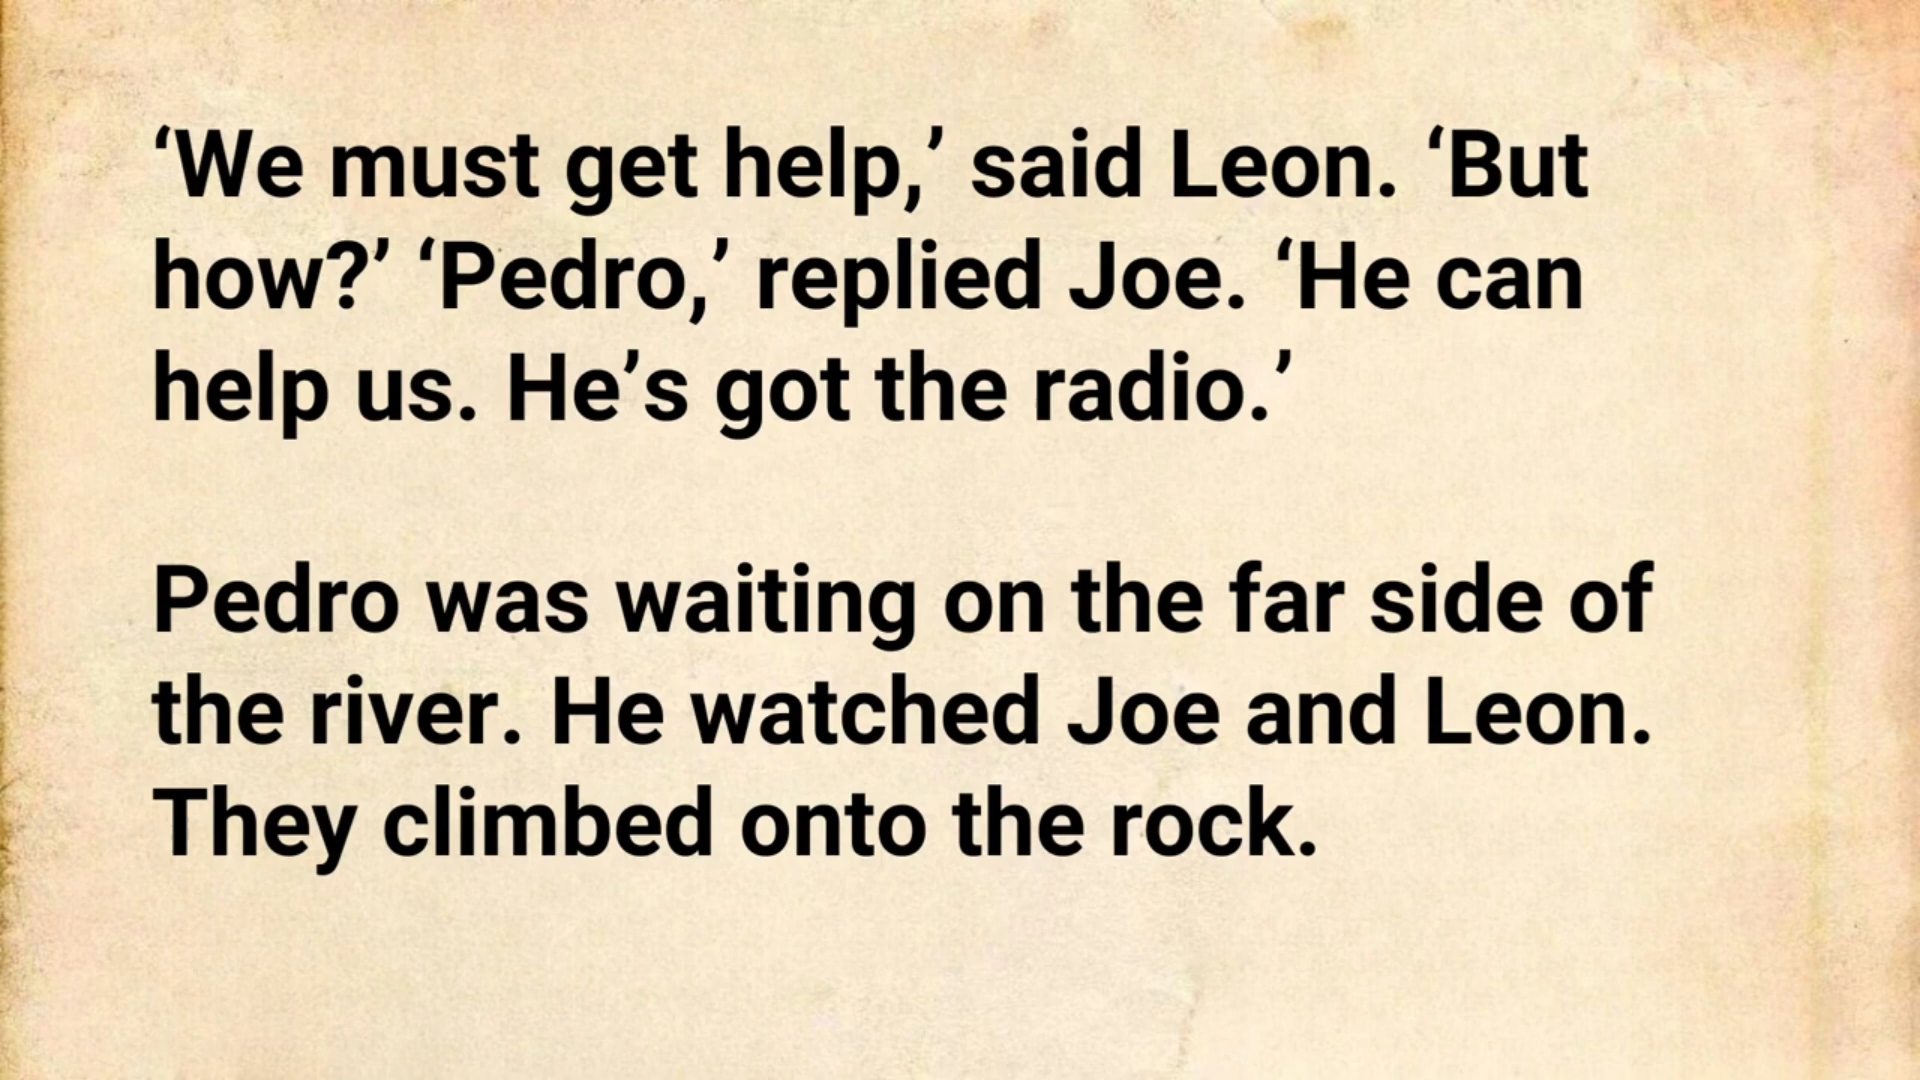 ‘We must get help,’ said Leon. ‘But
how?’ ‘Pedro,’ replied Joe. ‘He can
help us. He’s got the radio.’
Pedro was waiting on the far side of
the river. He watched Joe and Leon.
They climbed onto the rock.